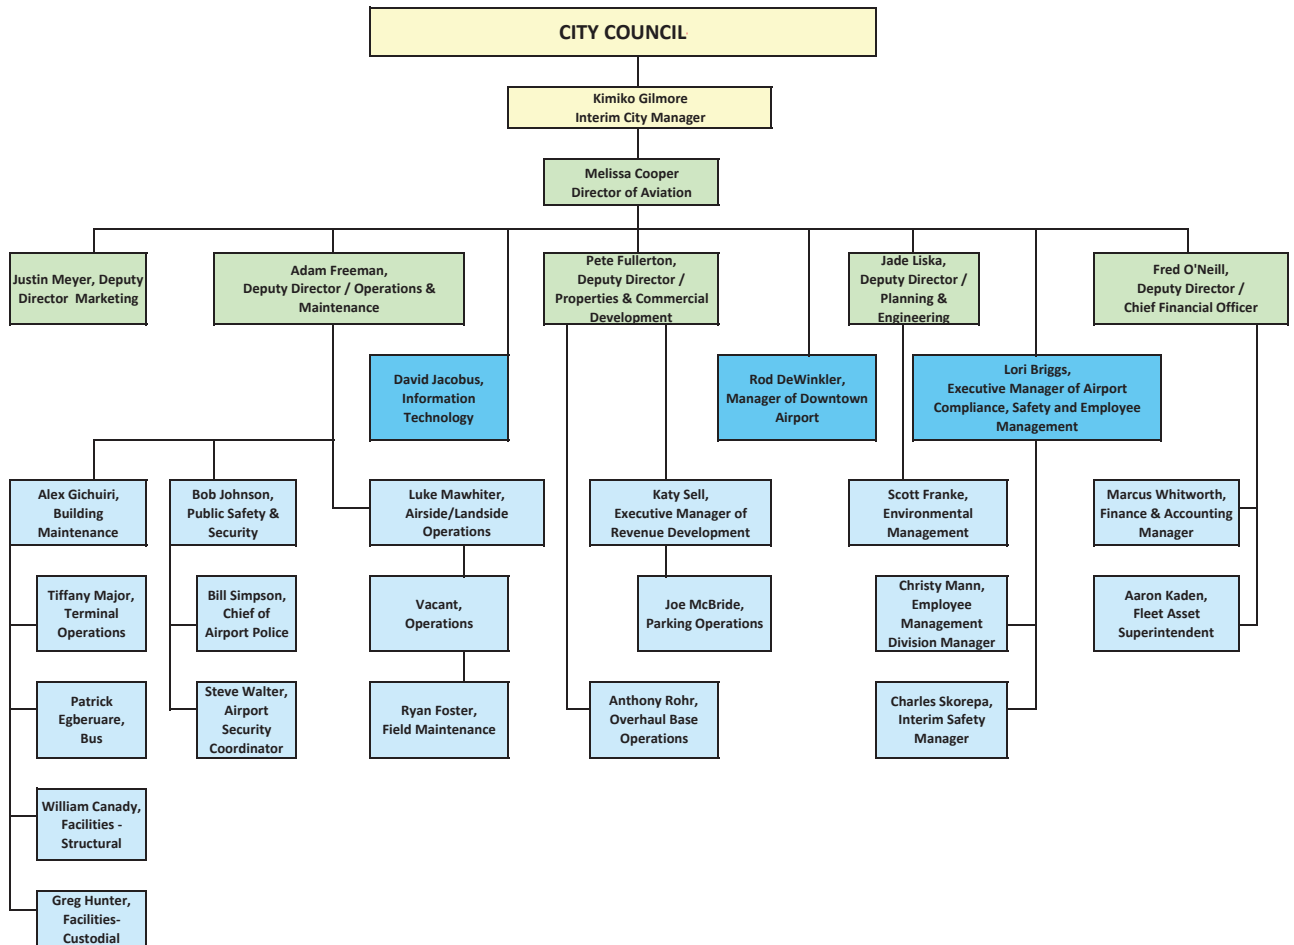 CITY COUNCIL
Kimiko Gilmore
Interim City Manager
Melissa Cooper
Director of Aviation
Justin Meyer, Deputy
Director Marketing
Adam Freeman,
Deputy Director / Operations &
Maintenance
Pete Fullerton,
Deputy Director /
Properties & Commercial
Development
Jade Liska,
Deputy Director /
Planning &
Engineering
Fred O'Neill,
Deputy Director /
Chief Financial Officer
David Jacobus,
Information
Technology
Rod DeWinkler,
Manager of Downtown
Airport
Lori Briggs,
Executive Manager of Airport
Compliance, Safety and Employee
Management
Alex Gichuiri,
Building
Maintenance
Bob Johnson,
Public Safety &
Security
Luke Mawhiter,
Airside/Landside
Operations
Katy Sell,
Executive Manager of
Revenue Development
Scott Franke,
Environmental
Management
Marcus Whitworth,
Finance & Accounting
Manager
Tiffany Major,
Terminal
Operations
Bill Simpson,
Chief of
Airport Police
Vacant,
Operations
Joe McBride,
Parking Operations
Christy Mann,
Employee
Management
Division Manager
Aaron Kaden,
Fleet Asset
Superintendent
Patrick
Egberuare,
Bus
Steve Walter,
Airport
Security
Coordinator
Ryan Foster,
Field Maintenance
Anthony Rohr,
Overhaul Base
Operations
Charles Skorepa,
Interim Safety
Manager
William Canady,
Facilities -
Structural
Greg Hunter,
Facilities-
Custodial